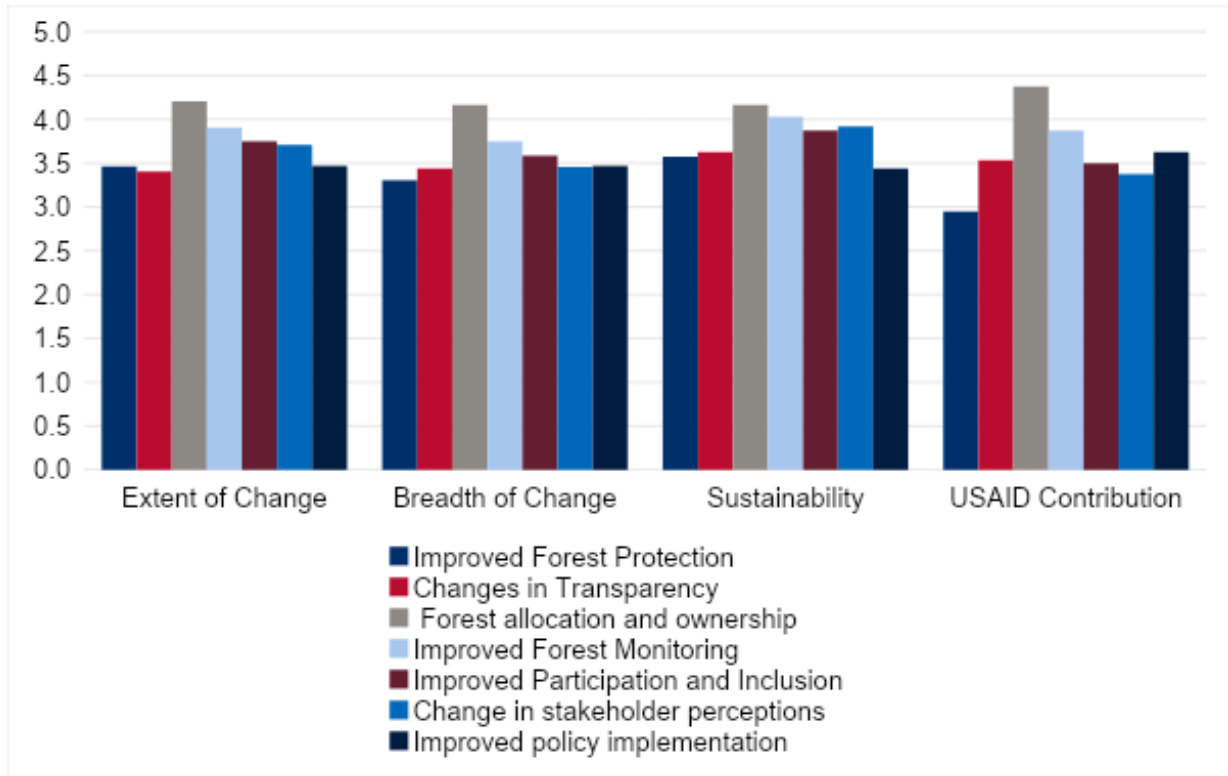 5.0
4.5
4.0
3.5
3.0
2.5
2.0
1.5
1.0
0.5
0.0
Extent of Change Breadth of Change Sustainability USAID Contribution
Improved Forest Protection
Changes in Transparency
Forest allocation and ownership
Improved Forest Monitoring
Improved Participation and Inclusion
Change in stakeholder perceptions
Improved policy implementation